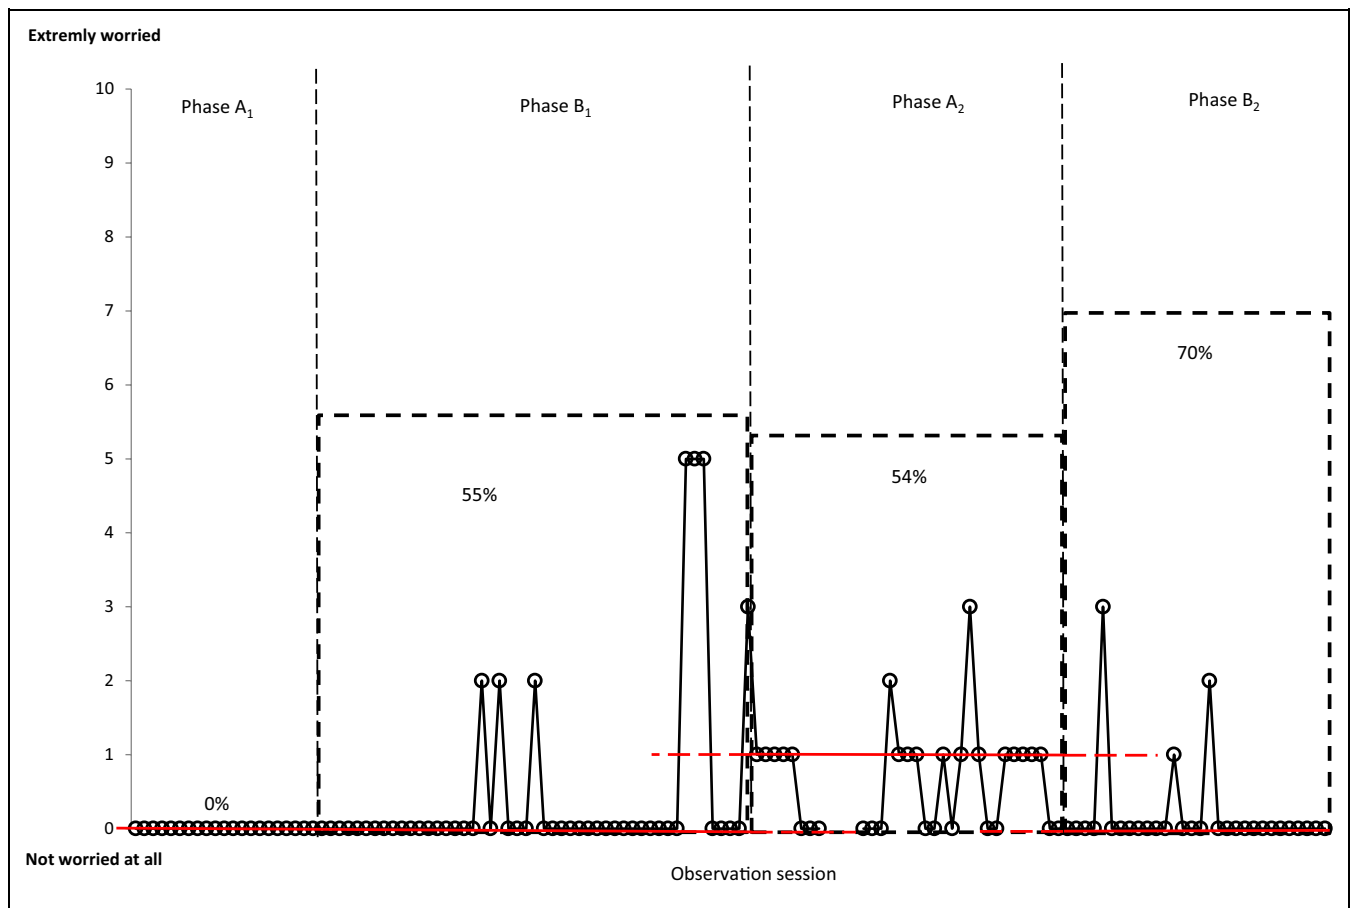 Extremly worried
10
Phase A₁
Phase B₁
Phase A₂
Phase B₂
9
8
7
70%
6
5
55%
54%
4
3
2
1
0%
0
Not worried at all
Observation session